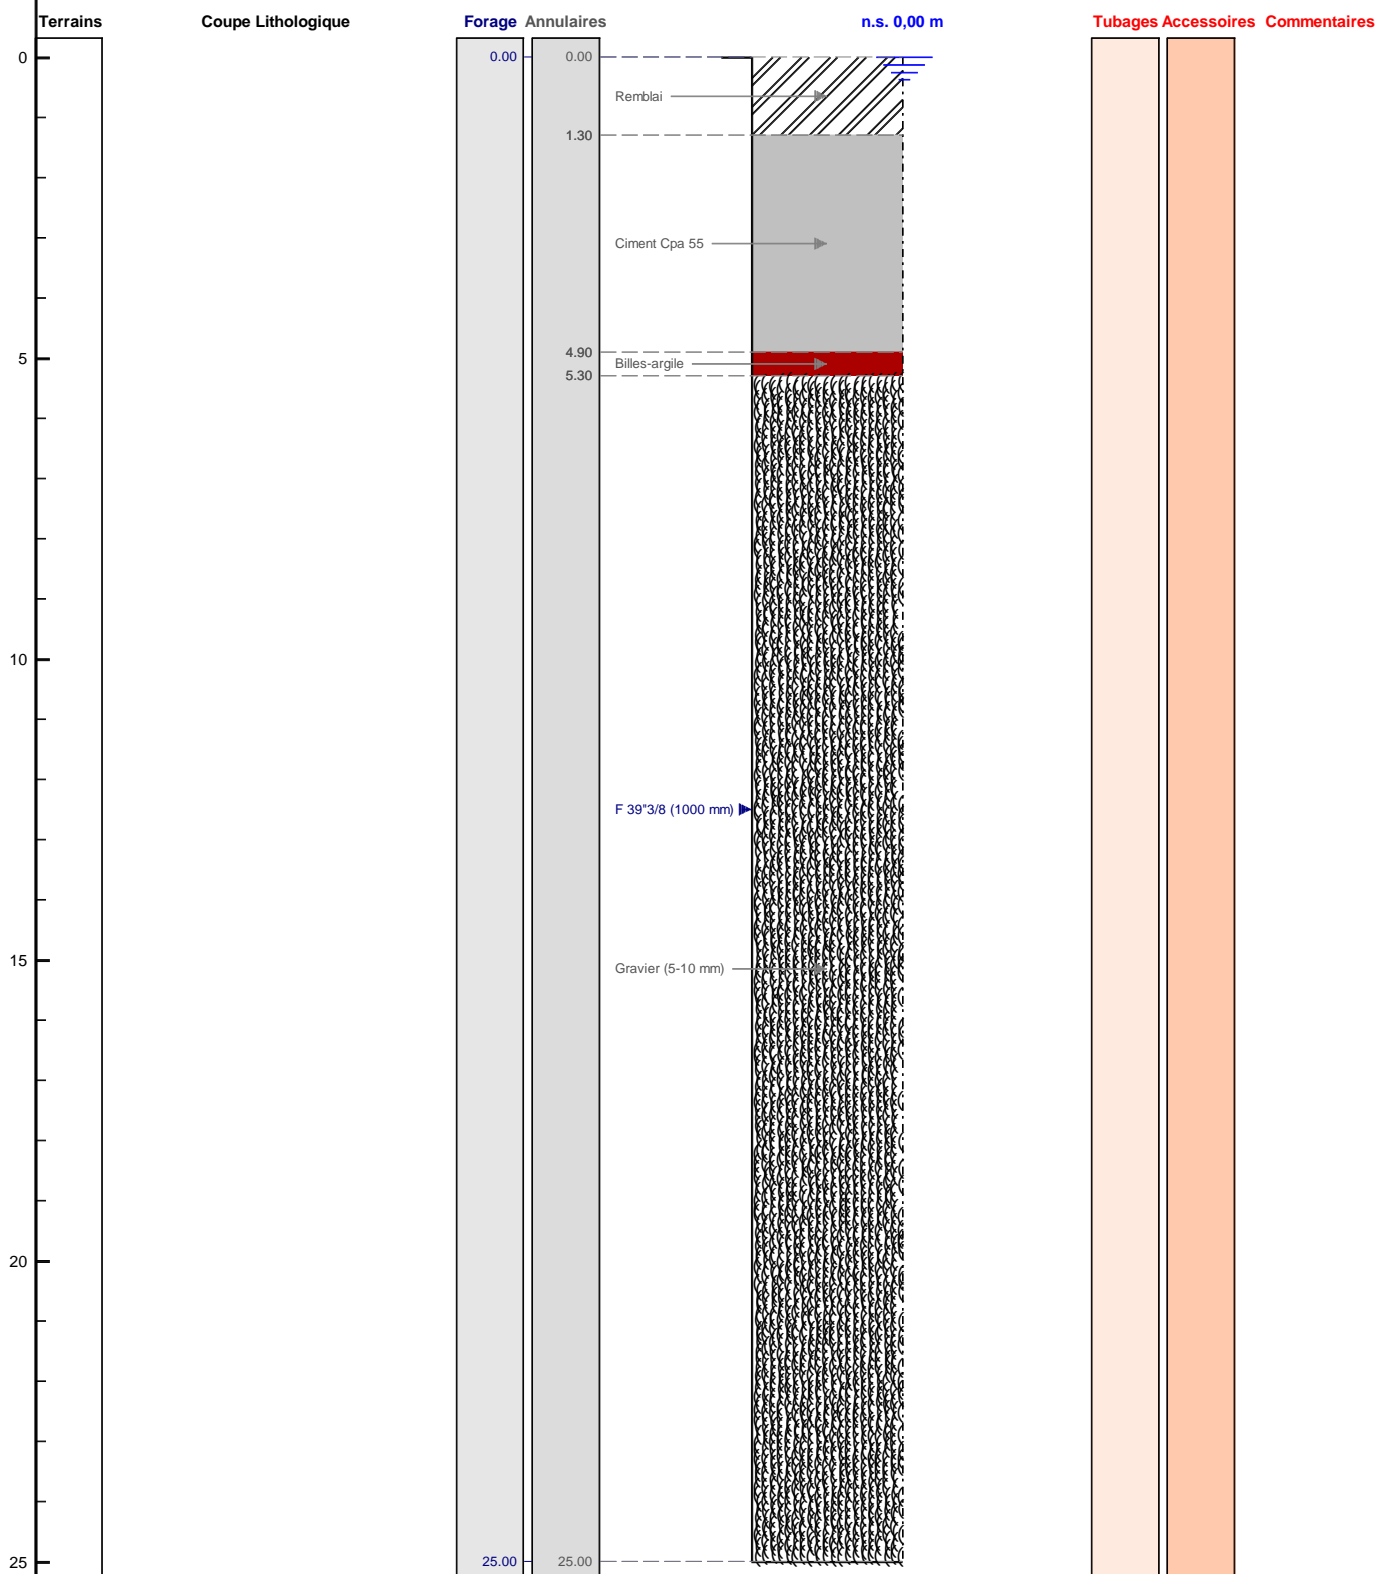 Terrains Coupe Lithologique Forage Annulaires n.s. 0,00 m Tubages Accessoires Commentaires
0 0.00 0.00
Remblai
1.30
Ciment Cpa 55
4.90
5 Billes-argile
5.30
10
F 39"3/8 (1000 mm)
15
Gravier (5-10 mm)
20
25 25.00 25.00